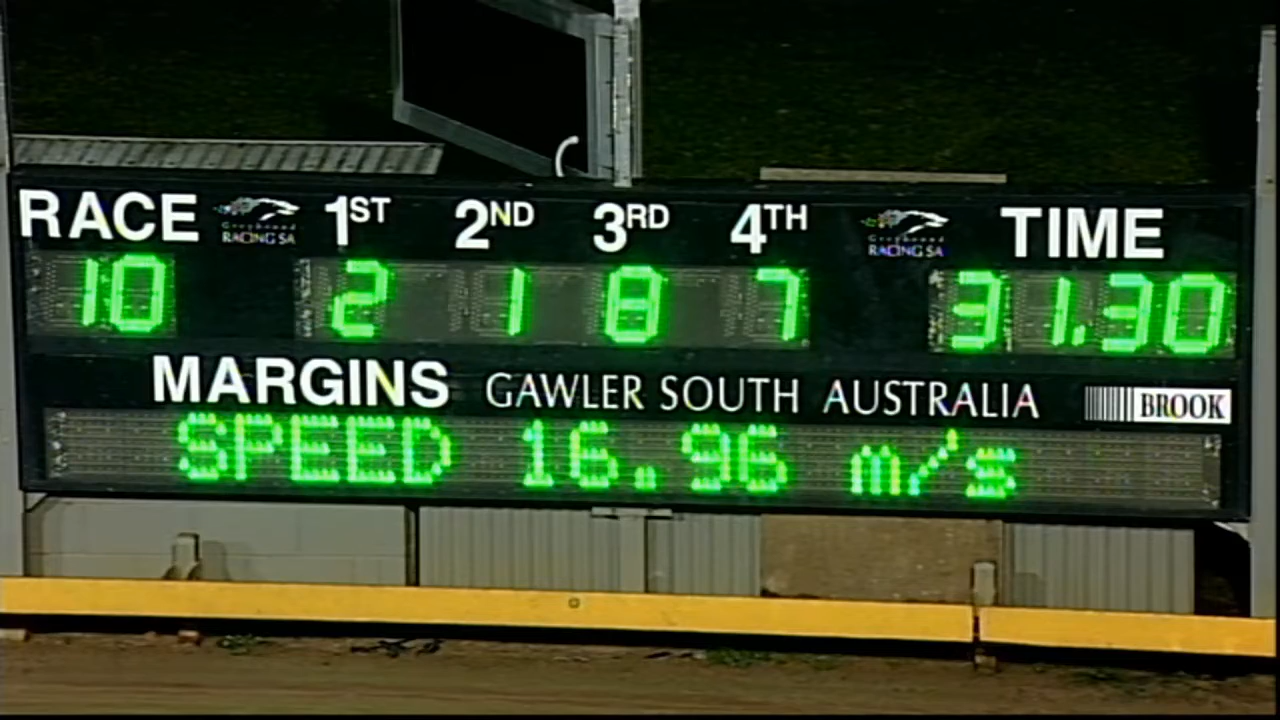 RACE Greyhound RACING SA 1ST 2ND 3RD 4TH Greyhound RACING SA TIME
10 2 1 8 7 31.30
MARGINS GAWLER SOUTH AUSTRALIA BROOK
SPEED 16.96 m/s